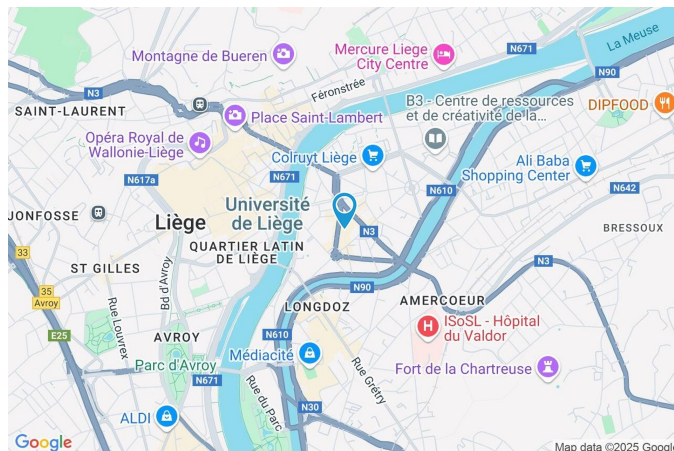 N671
La Meuse
Montagne de Bueren
Mercure Liege
City Centre
N90
N3
Féronstrée
SAINT-LAURENT
Place Saint-Lambert
B3 - Centre de ressources
et de créativité de la...
DIPFOOD
Opéra Royal de
Wallonie-Liège
Colruyt Liège
Ali Baba
Shopping Center
N671
N617a
N610
N642
JONFOSSE
Université
de Liège
Liège
N3
BRESSOUX
QUARTIER LATIN
DE LIÈGE
33
ST GILLES
Bd d'Avroy
N3
35
Avroy
N90
AMERCOEUR
LONGDOZ
Rue Louvrex
E25
AVROY
N610
ISoSL - Hôpital
du Valdor
Médiacité
Parc d'Avroy
Fort de la Chartreuse
N671
Rue du Parc
Rue Grétry
ALDI
N30
Google
Map data ©2025 Google